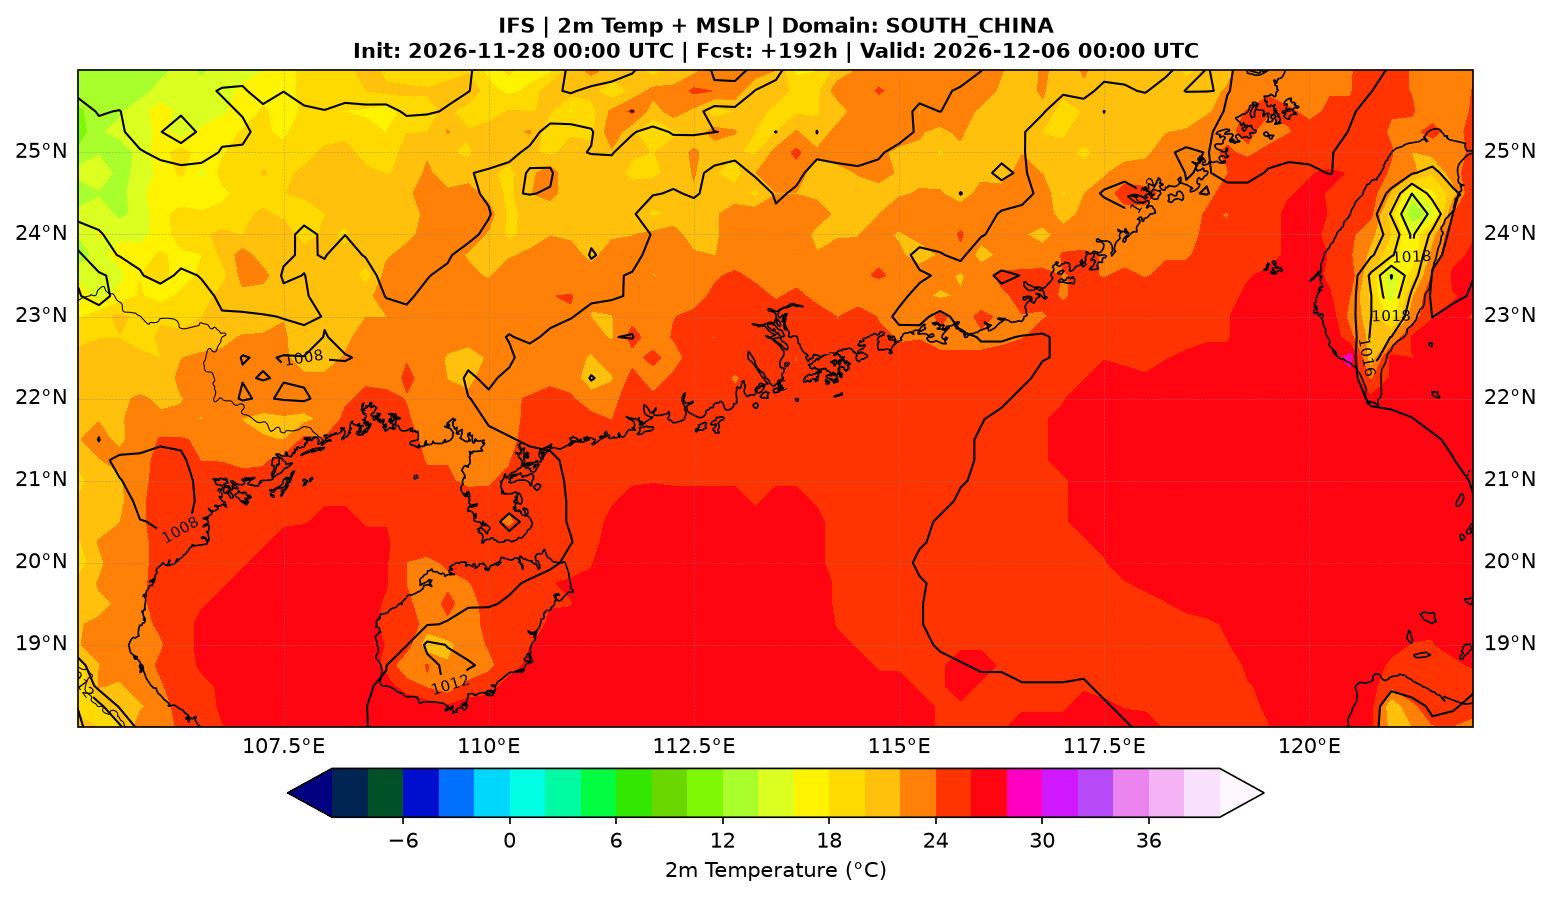 IFS | 2m Temp + MSLP | Domain: SOUTH_CHINA
Init: 2026-11-28 00:00 UTC | Fcst: +192h | Valid: 2026-12-06 00:00 UTC
25°N 25°N
24°N 24°N
23°N 23°N
22°N 22°N
21°N 21°N
20°N 20°N
19°N 19°N
1018
1018
1016
1008
1008
1012
107.5°E 110°E 112.5°E 115°E 117.5°E 120°E
−6 0 6 12 18 24 30 36
2m Temperature (°C)